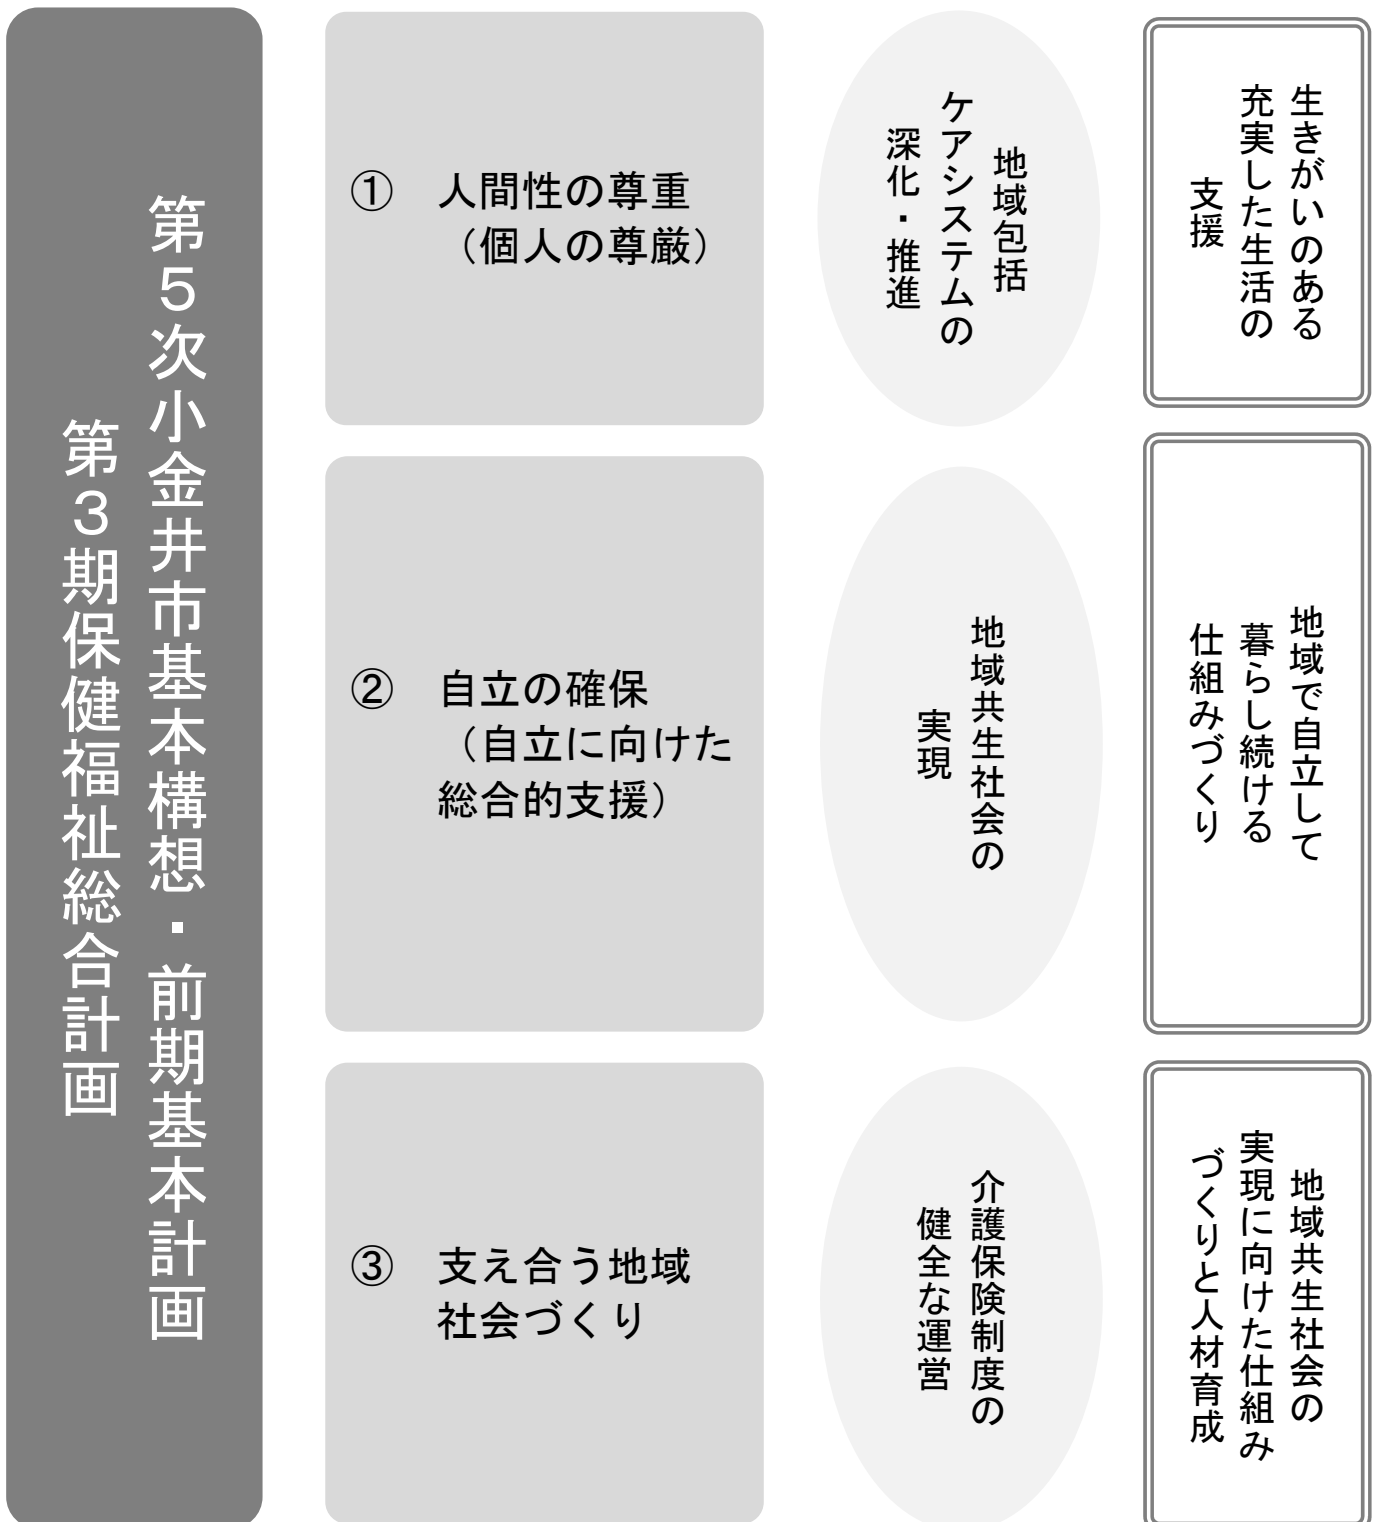 第５次小金井市基本構想・前期基本計画
第３期保健福祉総合計画
①　人間性の尊重
（個人の尊厳）
②　自立の確保
（自立に向けた
総合的支援）
③　支え合う地域
社会づくり
地域包括
ケアシステムの
深化・推進
地域共生社会の
実現
介護保険制度の
健全な運営
生きがいのある
充実した生活の
支援
地域で自立して
暮らし続ける
仕組みづくり
地域共生社会の
実現に向けた仕組み
づくりと人材育成